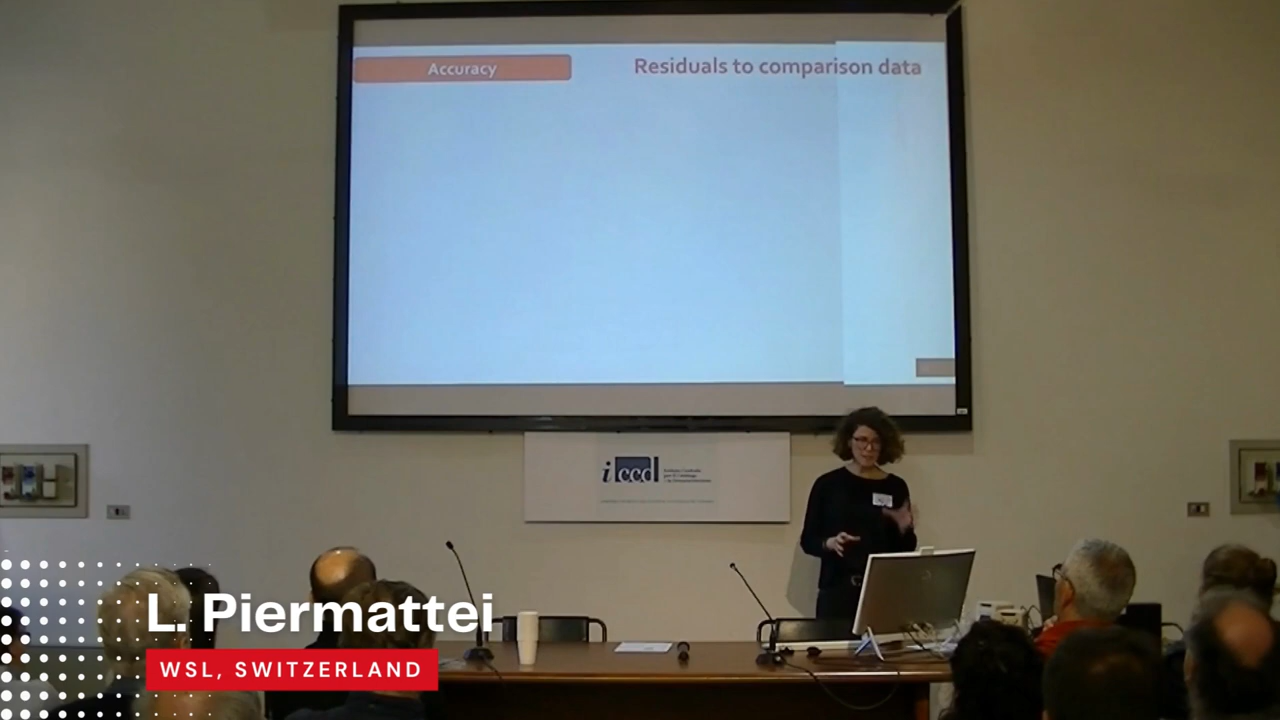 Accuracy
Residuals to comparison data
iccd
L. Piermattei
WSL, SWITZERLAND